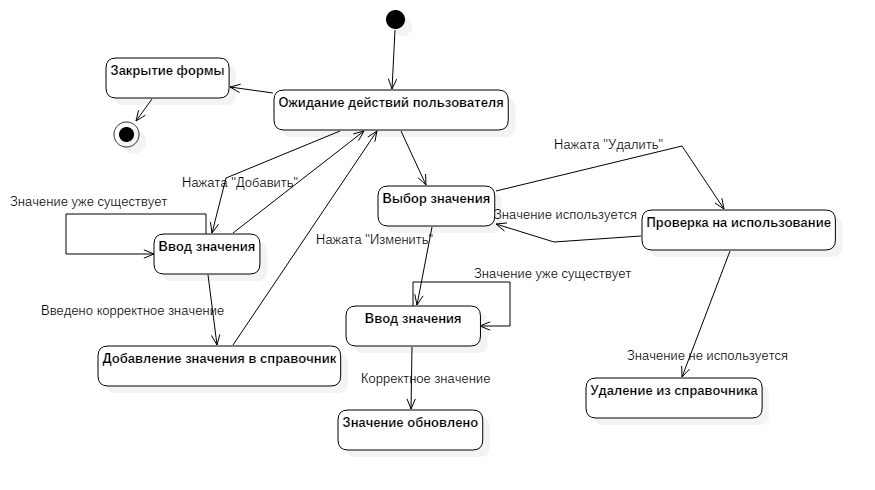 Закрытие формы
Ожидание действий пользователя
Нажата "Удалить"
Нажата "Добавить"
Выбор значения
Значение уже существует
Значение используется
Проверка на использование
Ввод значения
Нажата "Изменить"
Значение уже существует
Введено корректное значение
Ввод значения
Добавление значения в справочник
Значение не используется
Корректное значение
Удаление из справочника
Значение обновлено